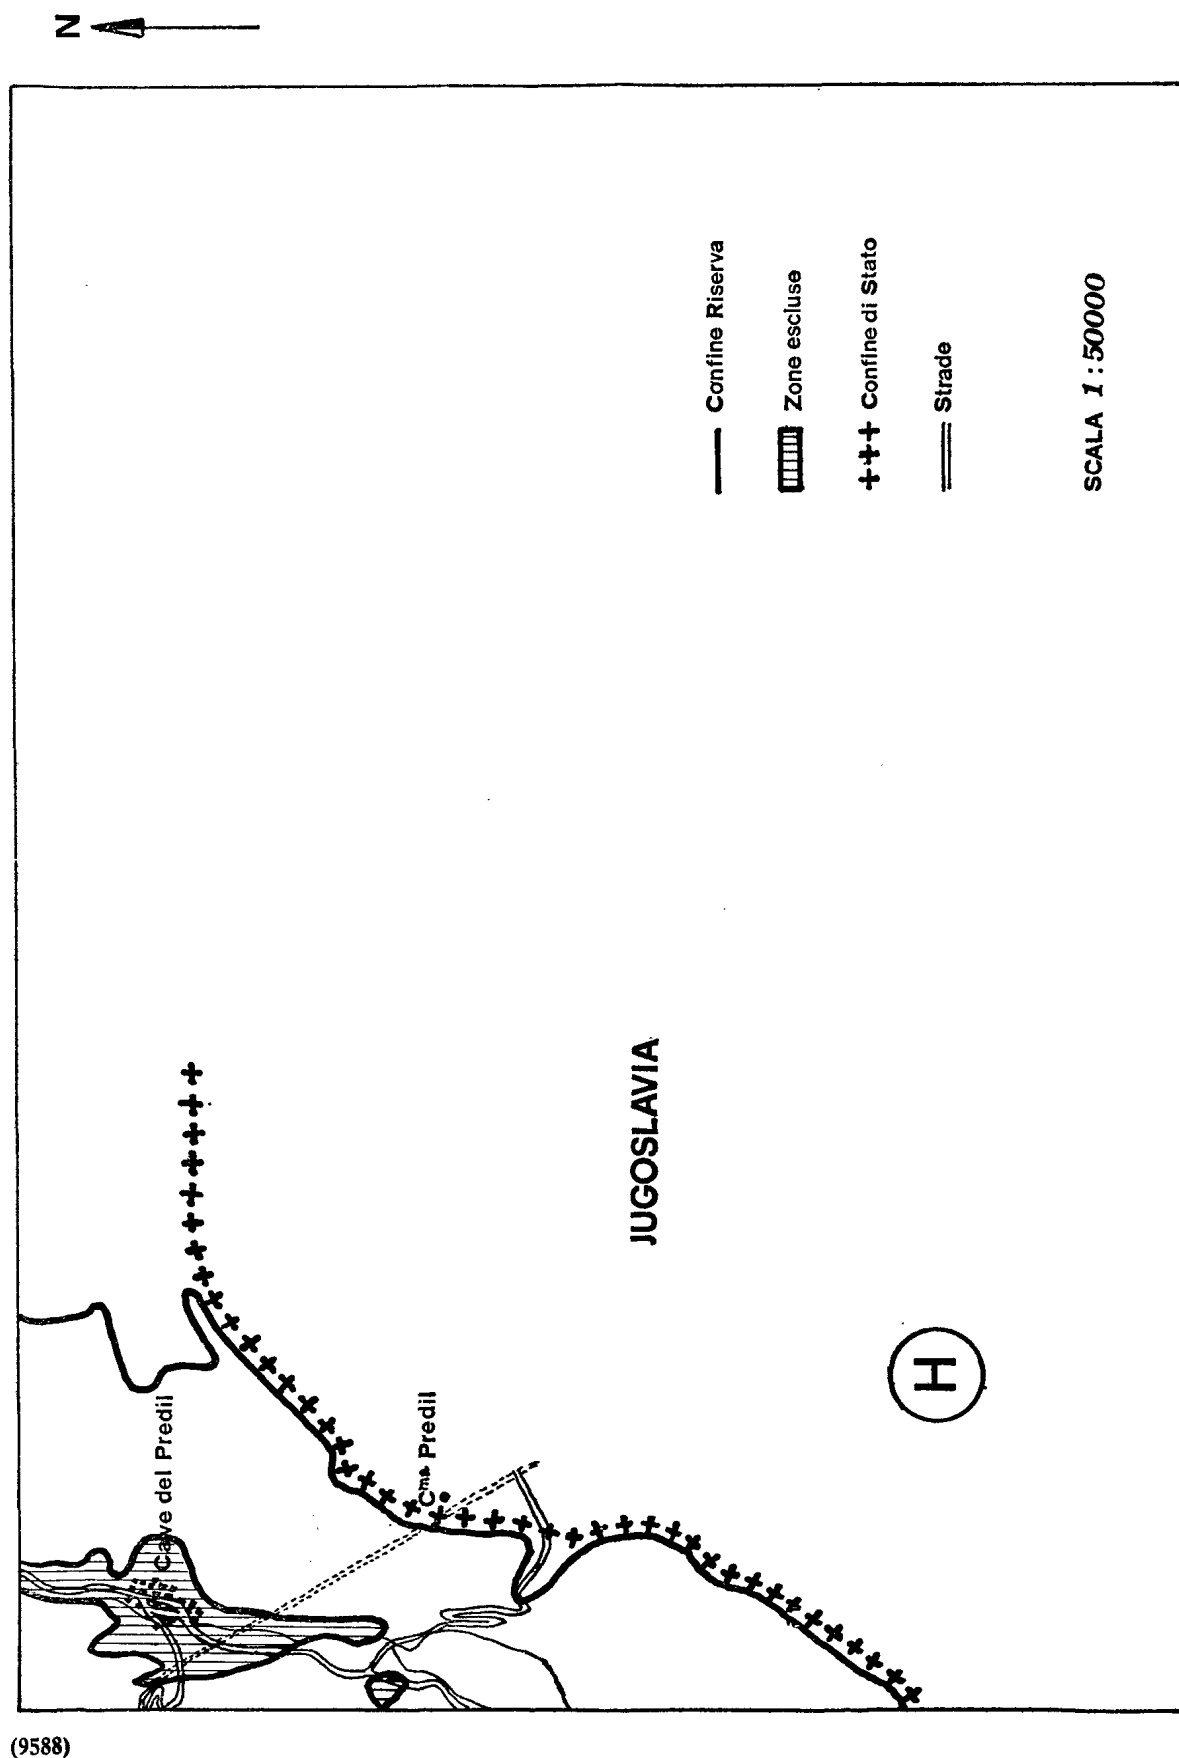 N
Cave del Predil
Cma Predil
JUGOSLAVIA
H
Confine Riserva
Zone escluse
Confine di Stato
Strade
SCALA 1:50000
(9588)